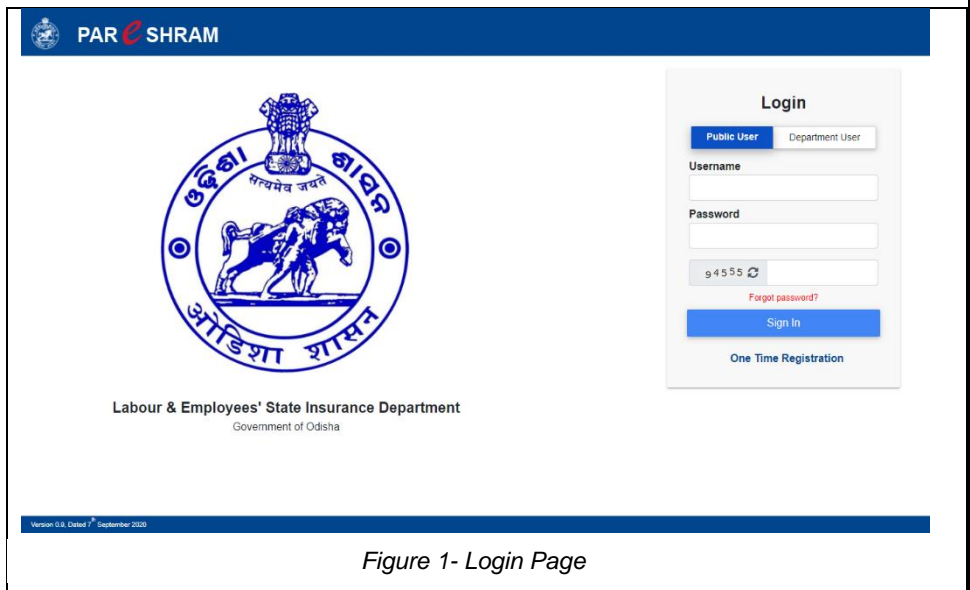 PAR e SHRAM
ଓଡ଼ିଶା ଶାସନ
सत्यमेव जयते
ओडिशा शासन
Labour & Employees' State Insurance Department
Government of Odisha
Login
Public User Department User
Username
Password
94555
Forgot password?
Sign In
One Time Registration
Version 0.9, Dated 7th September 2020
Figure 1- Login Page